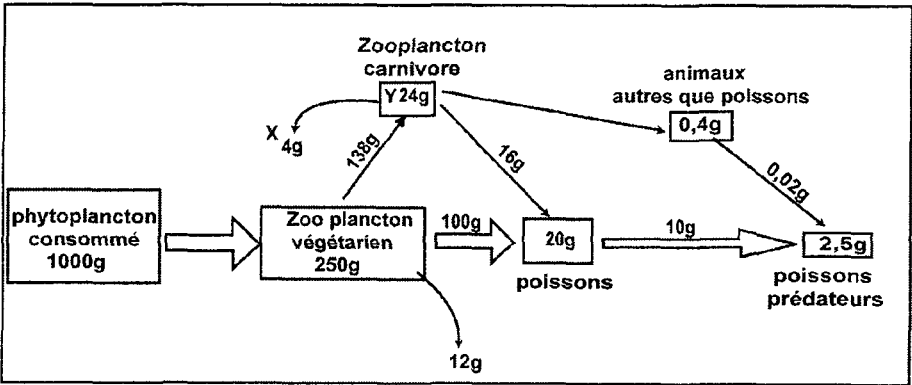 Zooplancton
carnivore
Y24g
animaux
autres que poissons
0,4g
X
4g
138g
16g
0,02g
phytoplancton
consommé
1000g
Zoo plancton
végétarien
250g
100g
20g
poissons
10g
2,5g
poissons
prédateurs
12g